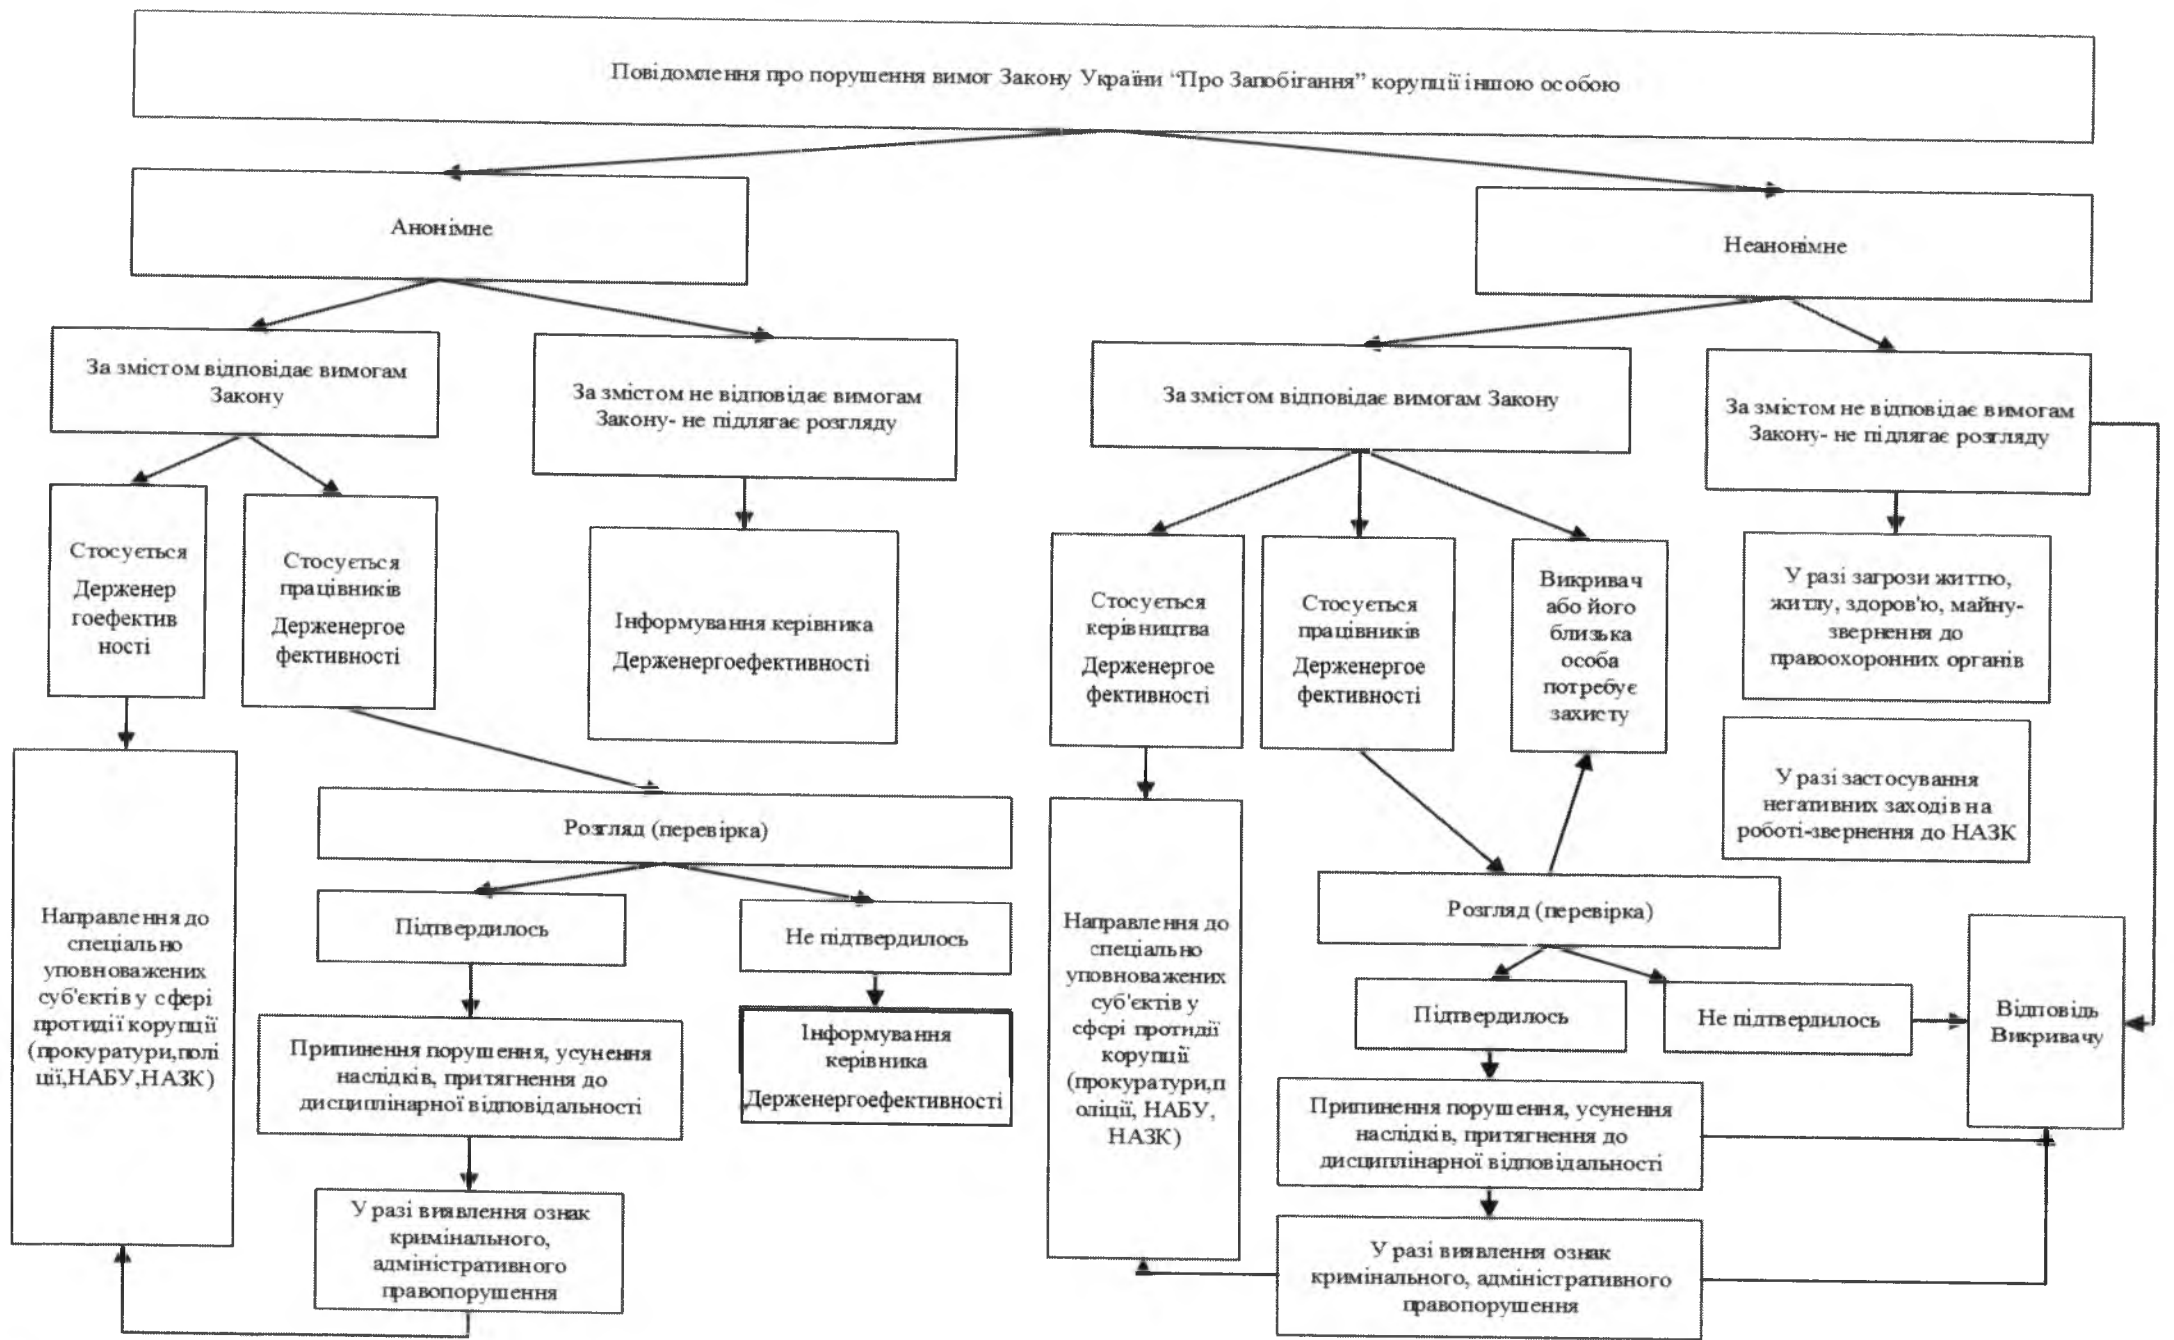 Повідомлення про порушення вимог Закону України “Про Запобігання” корупції іншою особою
Анонімне
Неанонімне
За змістом відповідає вимогам
Закону
За змістом не відповідає вимогам
Закону- не підлягає розгляду
За змістом відповідає вимогам Закону
За змістом не відповідає вимогам
Закону- не підлягає розгляду
Стосується
Держенер
гоефектив
ності
Стосується
працівників
Держенергое
фективності
Інформування керівника
Держенергоефективності
Стосується
керівництва
Держенергое
фективності
Стосується
працівників
Держенергое
фективності
Викривач
або його
близька
особа
потребує
захисту
У разі загрози життю,
житлу, здоров'ю, майну-
звернення до
правоохоронних органів
У разі застосування
негативних заходів на
роботі-звернення до НАЗК
Розгляд (перевірка)
Підтвердилось
Не підтвердилось
Направлення до
спеціально
уповноважених
суб'єктів у сфері
протидії корупції
(прокуратури,полі
ції,НАБУ,НАЗК)
Припинення порушення, усунення
наслідків, притягнення до
дисциплінарної відповідальності
Інформування
керівника
Держенергоефективності
У разі виявлення ознак
кримінального,
адміністративного
правопорушення
Направлення до
спеціально
уповноважених
суб'єктів у
сфері протидії
корупції
(прокуратури,п
оліції, НАБУ,
НАЗК)
Розгляд (перевірка)
Підтвердилось
Не підтвердилось
Відповідь
Викривачу
Припинення порушення, усунення
наслідків, притягнення до
дисциплінарної відповідальності
У разі виявлення ознак
кримінального, адміністративного
правопорушення